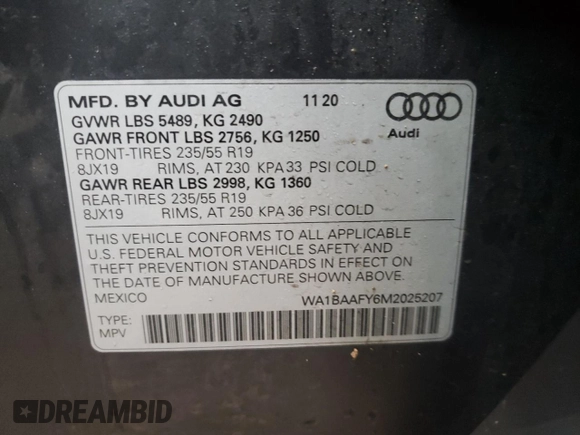 MFD. BY AUDI AG 11 20
GVWR LBS 5489, KG 2490
GAWR FRONT LBS 2756, KG 1250
Audi
FRONT-TIRES 235/55 R19
8JX19 RIMS, AT 230 KPA 33 PSI COLD
GAWR REAR LBS 2998, KG 1360
REAR-TIRES 235/55 R19
8JX19 RIMS, AT 250 KPA 36 PSI COLD
THIS VEHICLE CONFORMS TO ALL APPLICABLE
U.S. FEDERAL MOTOR VEHICLE SAFETY AND
THEFT PREVENTION STANDARDS IN EFFECT ON
THE DATE OF MANUFACTURE SHOWN ABOVE.
MEXICO WA1BAAFY6M2025207
TYPE:
MPV
DREAMBID